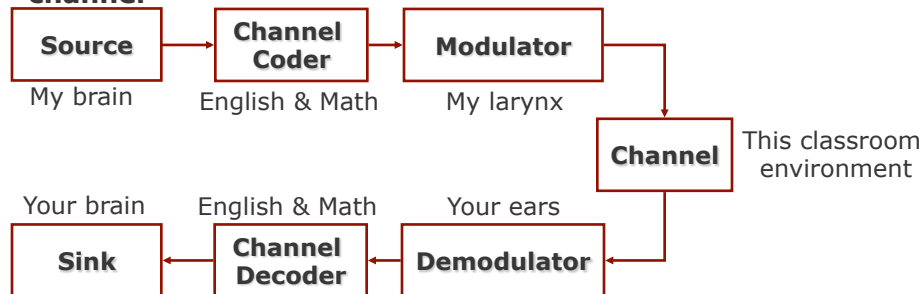 channel
Source
Channel
Coder
Modulator
My brain
English & Math
My larynx
Channel
This classroom
environment
Your brain
English & Math
Your ears
Sink
Channel
Decoder
Demodulator